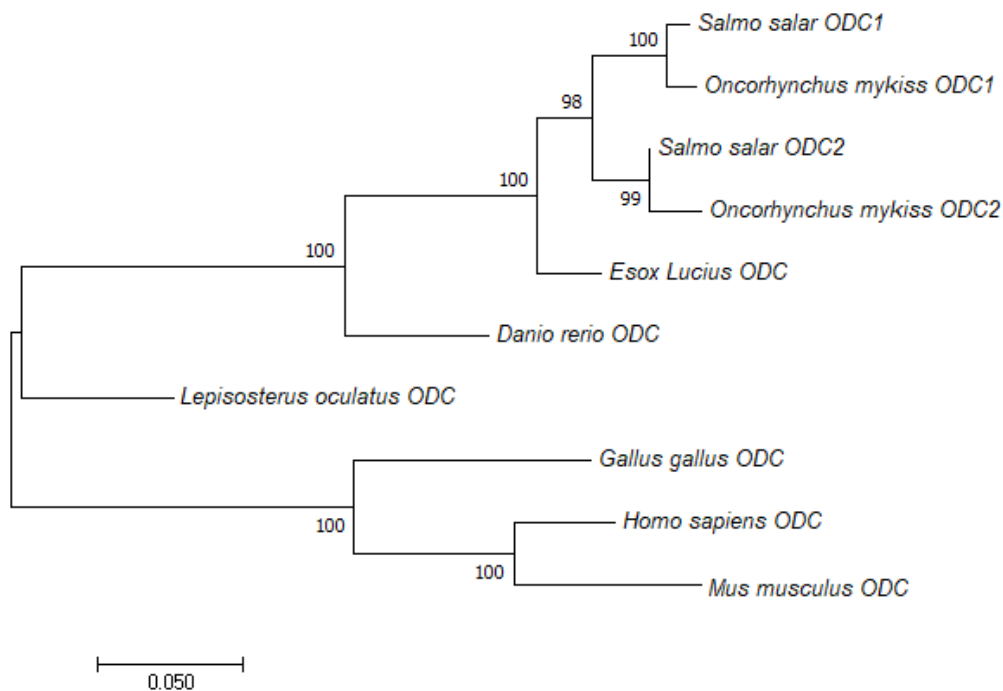 Salmo salar ODC1
100
Oncorhynchus mykiss ODC1
98
Salmo salar ODC2
100
99
Oncorhynchus mykiss ODC2
100
Esox Lucius ODC
Danio rerio ODC
Lepisosterus oculatus ODC
Gallus gallus ODC
100
Homo sapiens ODC
100
Mus musculus ODC
0.050